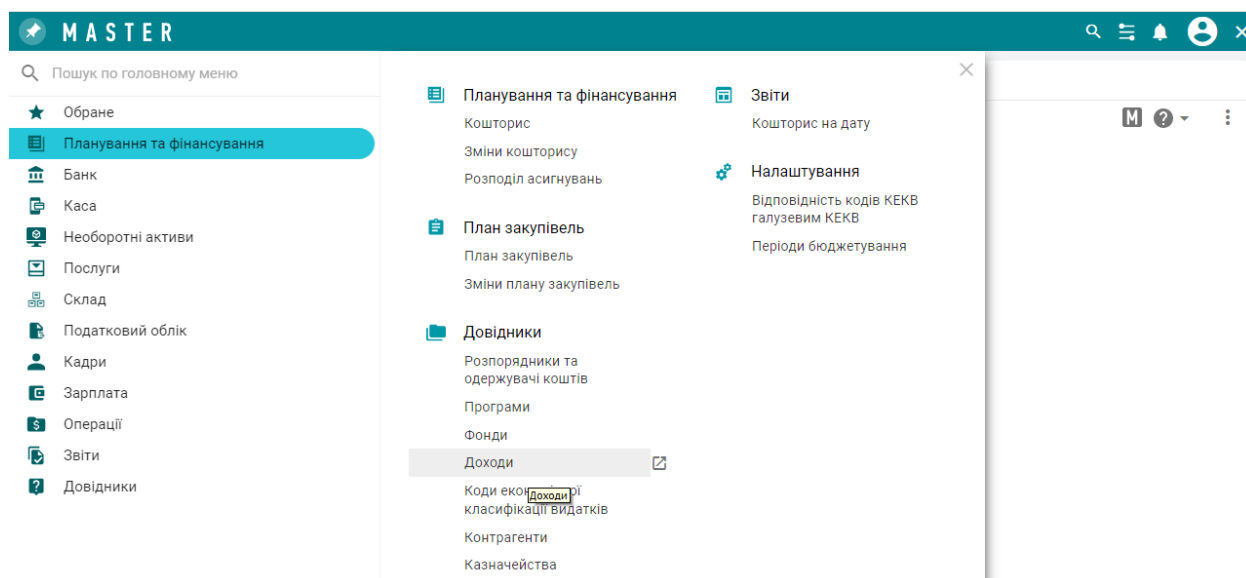 MASTER
Пошук по головному меню
Обране
Планування та фінансування
Банк
Каса
Необоротні активи
Послуги
Склад
Податковий облік
Кадри
Зарплата
Операції
Звіти
Довідники
Планування та фінансування
Кошторис
Зміни кошторису
Розподіл асигнувань
План закупівель
План закупівель
Зміни плану закупівель
Довідники
Розпорядники та
одержувачі коштів
Програми
Фонди
Доходи
Коди
Доходи
класифікації видатків
Контрагенти
Казначейства
Звіти
Кошторис на дату
Налаштування
Відповідність кодів КЕКВ
галузевим КЕКВ
Періоди бюджетування
M